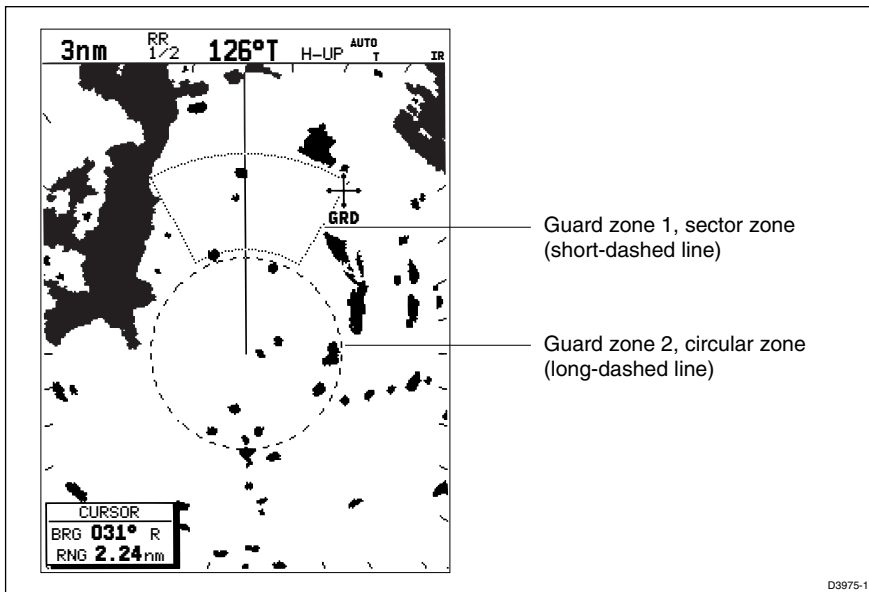 3nm RR 1/2 126°T H-UP AUTO T IR
GRD
Guard zone 1, sector zone
(short-dashed line)
Guard zone 2, circular zone
(long-dashed line)
CURSOR
BRG 031° R
RNG 2.24nm
D3975-1